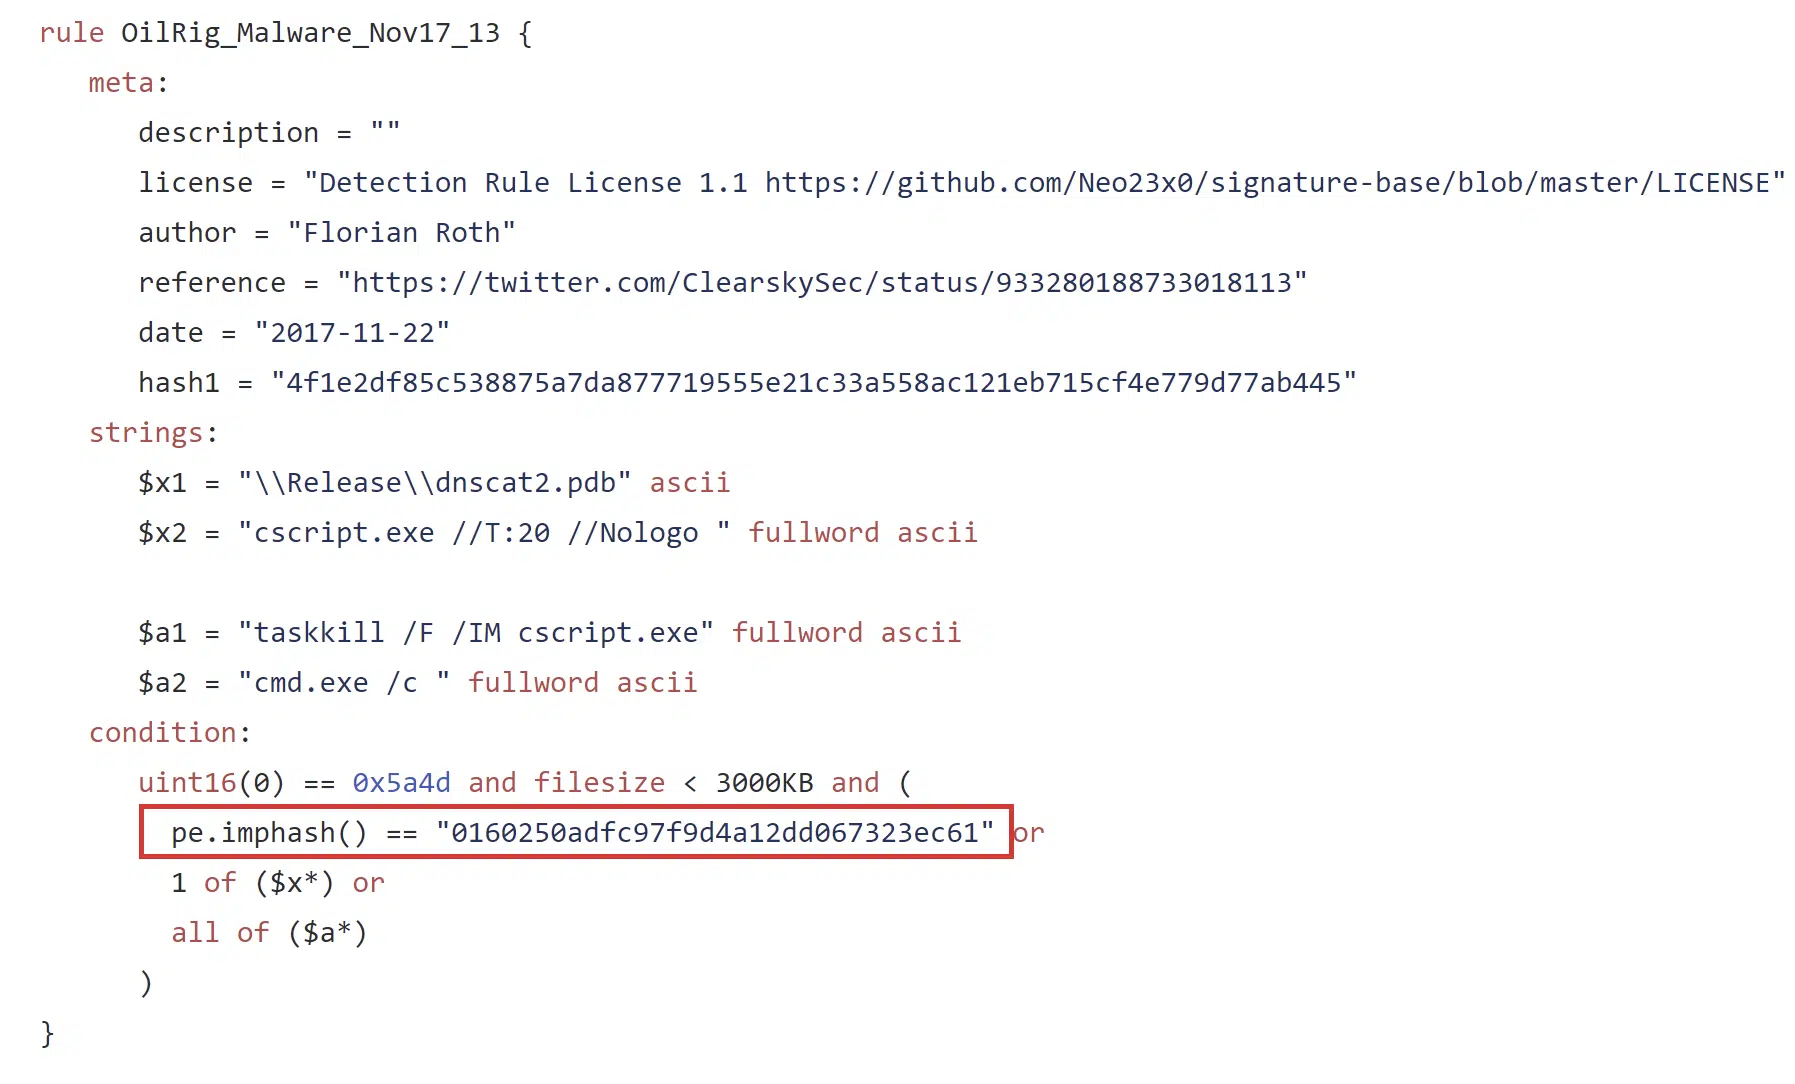 rule OilRig_Malware_Nov17_13 {
meta:
description = ""
license = "Detection Rule License 1.1 https://github.com/Neo23x0/signature-base/blob/master/LICENSE"
author = "Florian Roth"
reference = "https://twitter.com/ClearskySec/status/933280188733018113"
date = "2017-11-22"
hash1 = "4f1e2df85c538875a7da877719555e21c33a558ac121eb715cf4e779d77ab445"
strings:
$x1 = "\\Release\\dnscat2.pdb" ascii
$x2 = "cscript.exe //T:20 //Nologo " fullword ascii
$a1 = "taskkill /F /IM cscript.exe" fullword ascii
$a2 = "cmd.exe /c " fullword ascii
condition:
uint16(0) == 0x5a4d and filesize < 3000KB and (
pe.imphash() == "0160250adfc97f9d4a12dd067323ec61" or
1 of ($x*) or
all of ($a*)
)
}